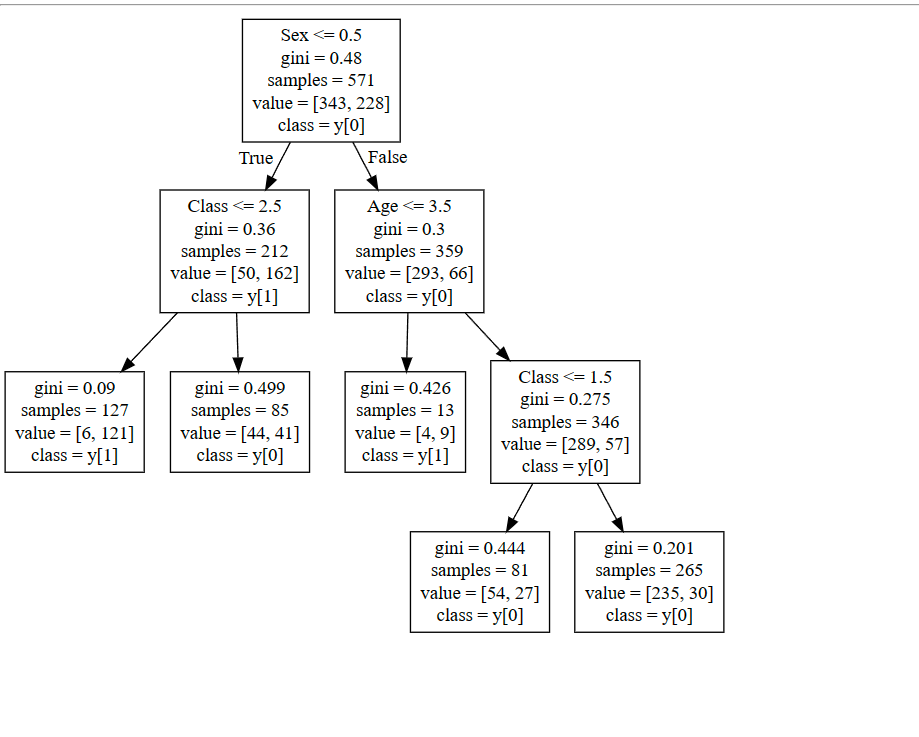 Sex <= 0.5
gini = 0.48
samples = 571
value = [343, 228]
class = y[0]
True
False
Class <= 2.5
gini = 0.36
samples = 212
value = [50, 162]
class = y[1]
Age <= 3.5
gini = 0.3
samples = 359
value = [293, 66]
class = y[0]
gini = 0.09
samples = 127
value = [6, 121]
class = y[1]
gini = 0.499
samples = 85
value = [44, 41]
class = y[0]
gini = 0.426
samples = 13
value = [4, 9]
class = y[1]
Class <= 1.5
gini = 0.275
samples = 346
value = [289, 57]
class = y[0]
gini = 0.444
samples = 81
value = [54, 27]
class = y[0]
gini = 0.201
samples = 265
value = [235, 30]
class = y[0]